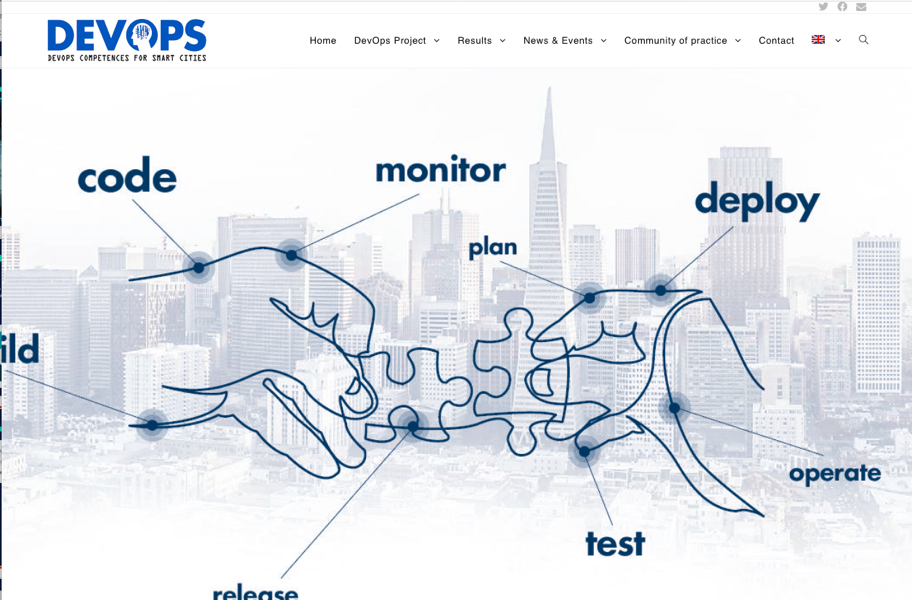 DEVOPS
DEVOPS COMPETENCES FOR SMART CITIES
Home DevOps Project Results News & Events Community of practice Contact
code
monitor
deploy
plan
ild
operate
test
release